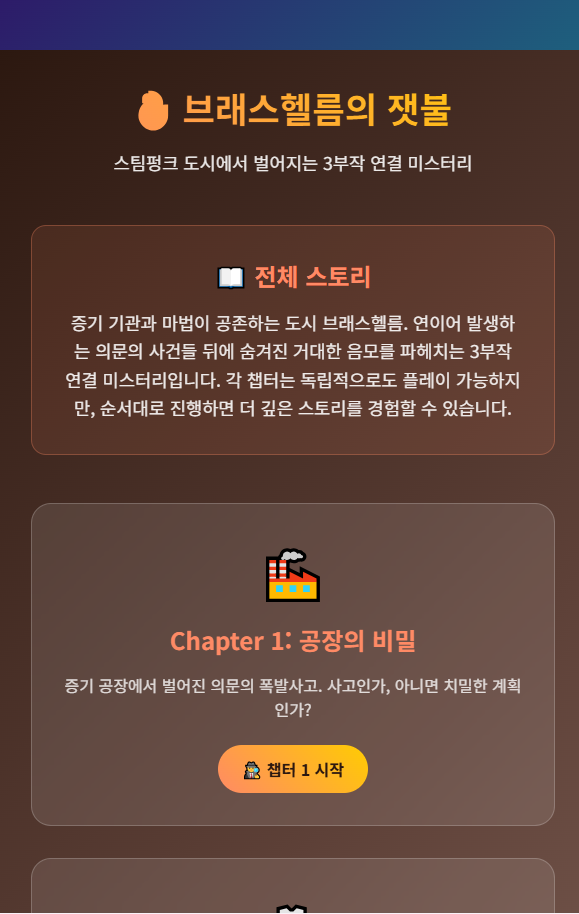 브래스헬름의 잿불
스팀펑크 도시에서 벌어지는 3부작 연결 미스터리
전체 스토리
증기 기관과 마법이 공존하는 도시 브래스헬름. 연이어 발생하
는 의문의 사건들 뒤에 숨겨진 거대한 음모를 파헤치는 3부작
연결 미스터리입니다. 각 챕터는 독립적으로도 플레이 가능하지
만, 순서대로 진행하면 더 깊은 스토리를 경험할 수 있습니다.
Chapter 1: 공장의 비밀
증기 공장에서 벌어진 의문의 폭발사고. 사고인가, 아니면 치밀한 계획
인가?
챕터 1 시작